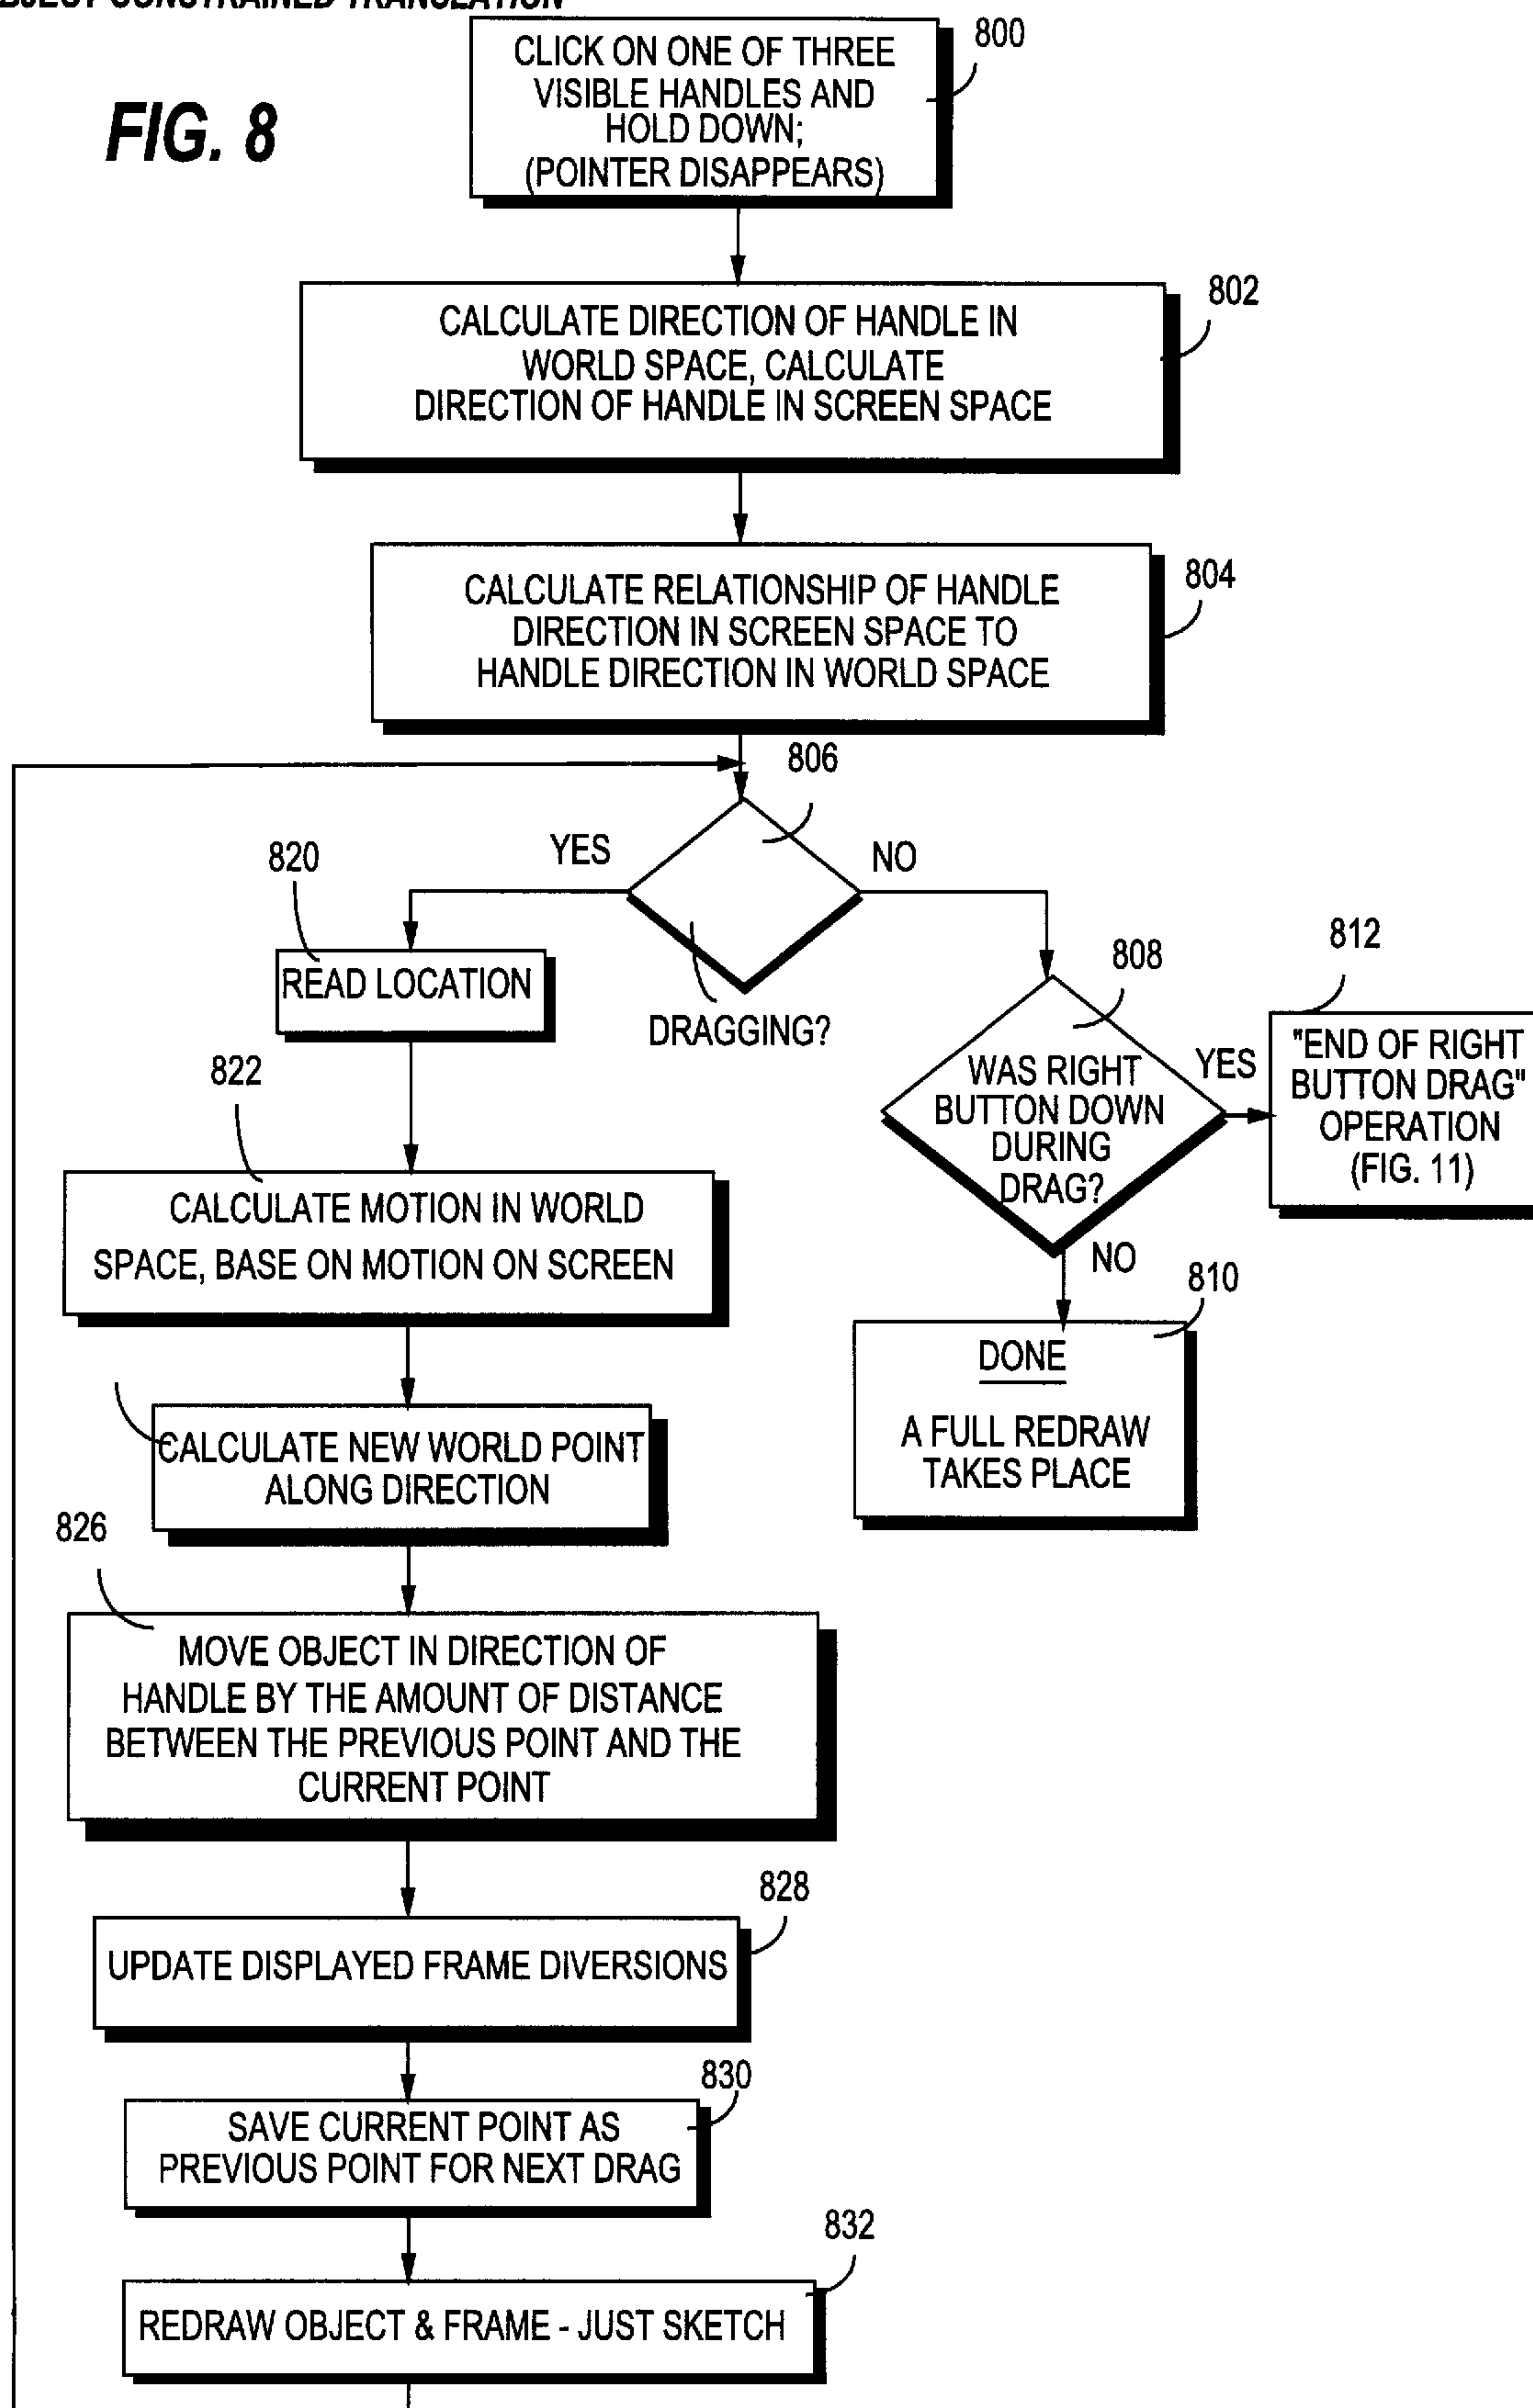 OBJECT CONSTRAINED TRANSLATION
FIG. 8
CLICK ON ONE OF THREE
VISIBLE HANDLES AND
HOLD DOWN;
(POINTER DISAPPEARS)
800
CALCULATE DIRECTION OF HANDLE IN
WORLD SPACE, CALCULATE
DIRECTION OF HANDLE IN SCREEN SPACE
802
CALCULATE RELATIONSHIP OF HANDLE
DIRECTION IN SCREEN SPACE TO
HANDLE DIRECTION IN WORLD SPACE
804
806
YES
NO
DRAGGING?
820
READ LOCATION
808
WAS RIGHT
BUTTON DOWN
DURING
DRAG?
YES
812
"END OF RIGHT
BUTTON DRAG"
OPERATION
(FIG. 11)
NO
810
DONE
A FULL REDRAW
TAKES PLACE
822
CALCULATE MOTION IN WORLD
SPACE, BASE ON MOTION ON SCREEN
CALCULATE NEW WORLD POINT
ALONG DIRECTION
826
MOVE OBJECT IN DIRECTION OF
HANDLE BY THE AMOUNT OF DISTANCE
BETWEEN THE PREVIOUS POINT AND THE
CURRENT POINT
828
UPDATE DISPLAYED FRAME DIVERSIONS
830
SAVE CURRENT POINT AS
PREVIOUS POINT FOR NEXT DRAG
832
REDRAW OBJECT & FRAME - JUST SKETCH